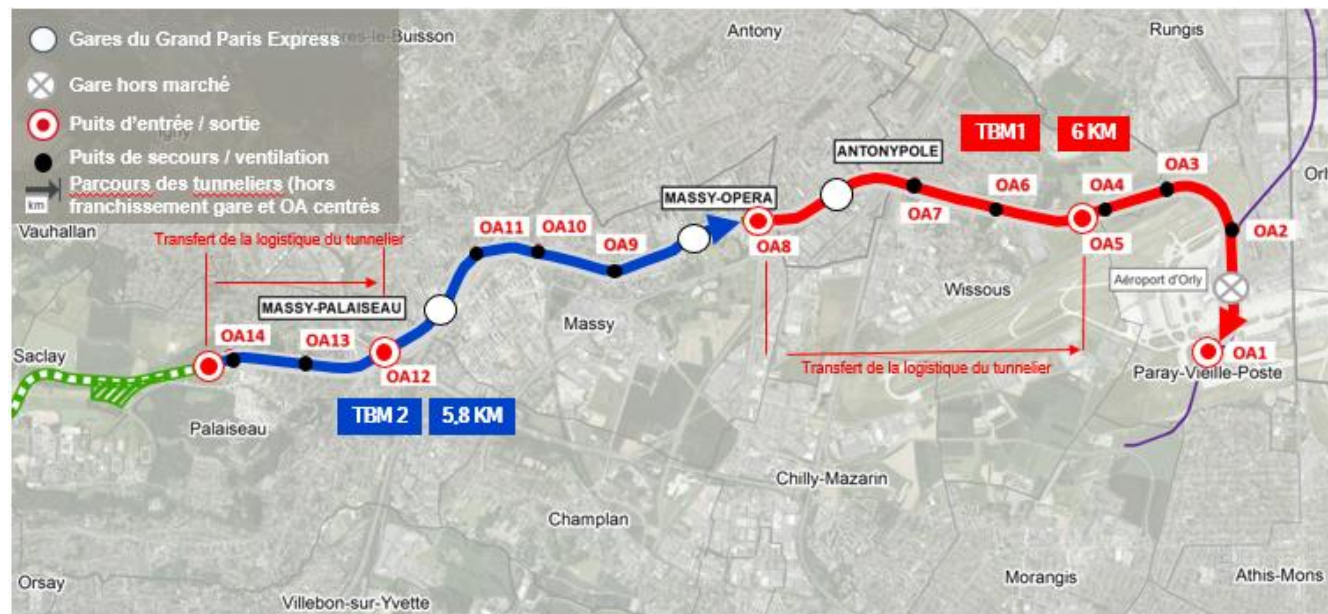 Gares du Grand Paris Express
Gare hors marché
Puits d'entrée / sortie
Puits de secours / ventilation
Parcours des tunneliers (hors
franchissement gare et OA centrés
km
Antony
Rungis
TBM1
6 KM
ANTONYPOLE
MASSY-OPERA
OA3
OA4
OA6
OA7
OA5
OA2
OA8
OA11
OA10
OA9
Vauhallan
Transfert de la logistique du tunnelier
Aéroport d'Orly
Wissous
MASSY-PALAISEAU
Massy
OA14
OA13
OA12
OA1
Saclay
Transfert de la logistique du tunnelier
Paray-Vieille-Poste
TBM 2
5,8 KM
Palaiseau
Chilly-Mazarin
Champlan
Orsay
Villebon-sur-Yvette
Morangis
Athis-Mons